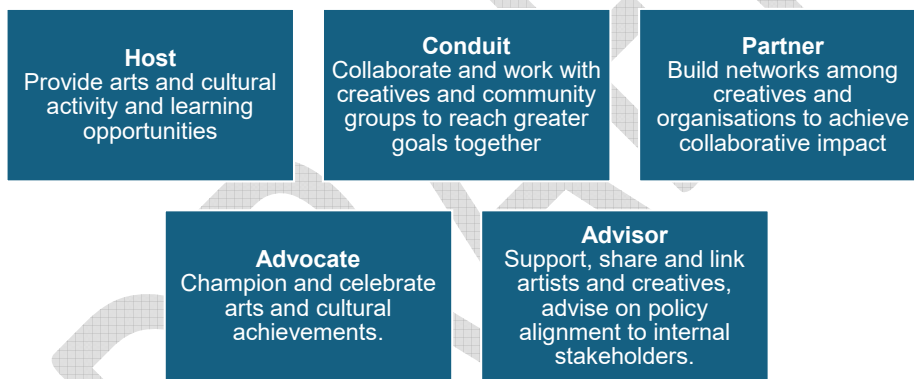 Host
Provide arts and cultural
activity and learning
opportunities
Conduit
Collaborate and work with
creatives and community
groups to reach greater
goals together
Partner
Build networks among
creatives and
organisations to achieve
collaborative impact
Advocate
Champion and celebrate
arts and cultural
achievements.
Advisor
Support, share and link
artists and creatives,
advise on policy
alignment to internal
stakeholders.